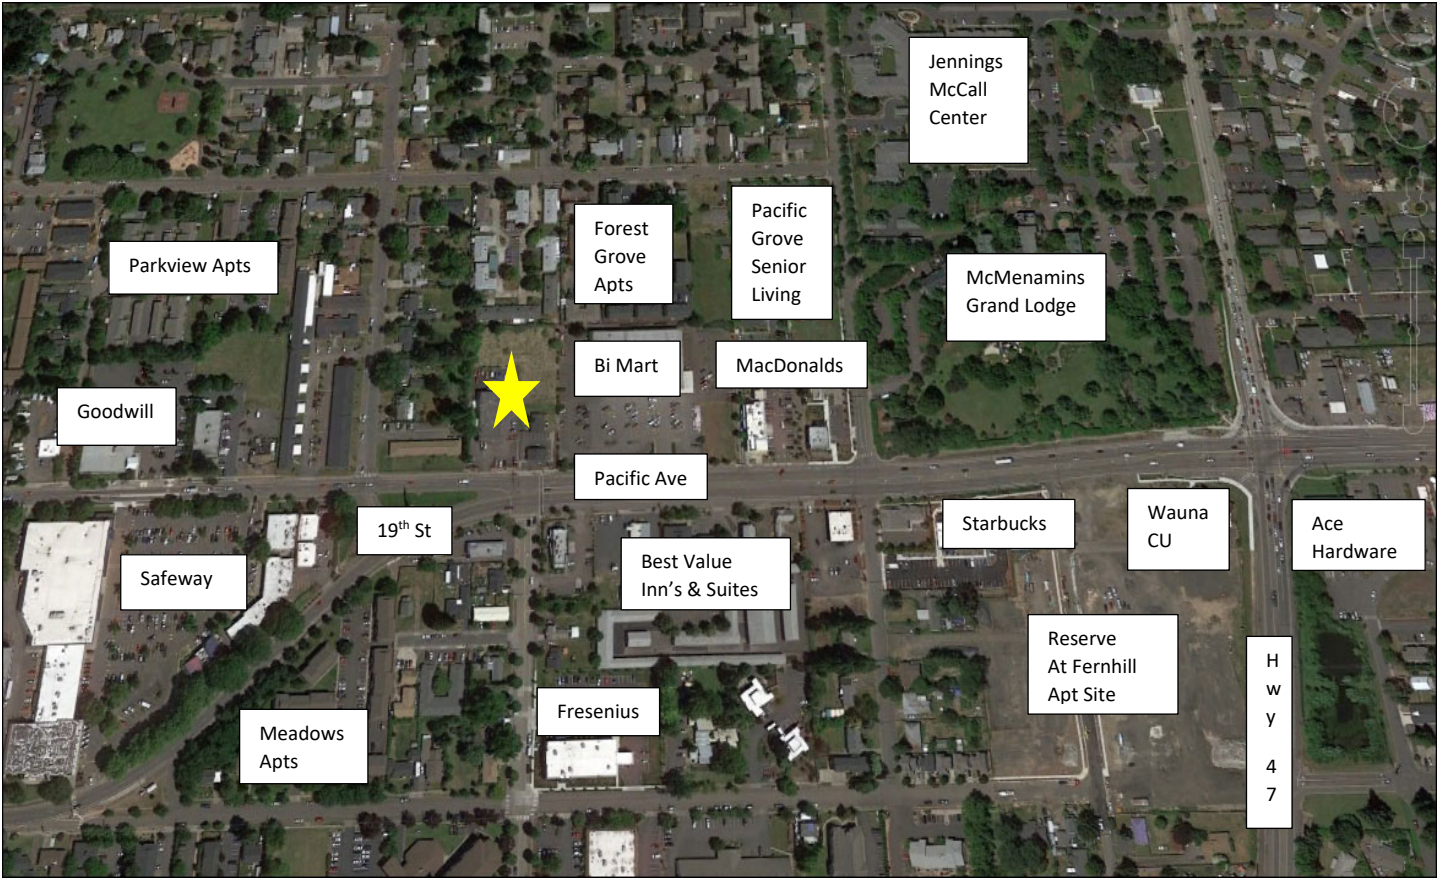 Jennings
McCall
Center
Forest
Grove
Apts
Pacific
Grove
Senior
Living
Parkview Apts
McMenamins
Grand Lodge
Bi Mart
MacDonalds
Goodwill
Pacific Ave
19th St
Starbucks
Wauna
CU
Ace
Hardware
Safeway
Best Value
Inn's & Suites
Reserve
At Fernhill
Apt Site
H
w
y
4
7
Fresenius
Meadows
Apts